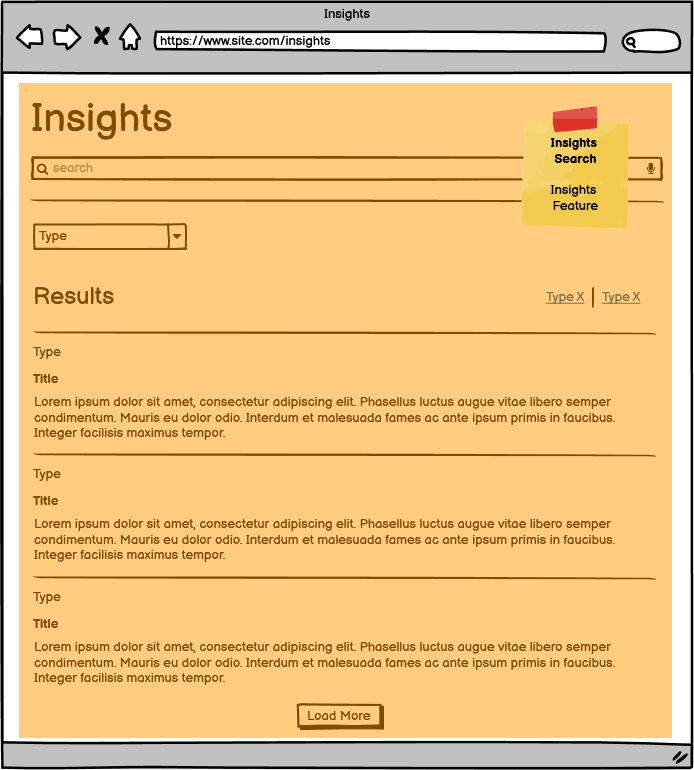 Insights
https://www.site.com/insights
Insights
Insights
Search
Insights
Feature
search
Type
Results
Type X
Type X
Type
Title
Lorem ipsum dolor sit amet, consectetur adipiscing elit. Phasellus luctus augue vitae libero semper
condimentum. Mauris eu dolor odio. Interdum et malesuada fames ac ante ipsum primis in faucibus.
Integer facilisis maximus tempor.
Type
Title
Lorem ipsum dolor sit amet, consectetur adipiscing elit. Phasellus luctus augue vitae libero semper
condimentum. Mauris eu dolor odio. Interdum et malesuada fames ac ante ipsum primis in faucibus.
Integer facilisis maximus tempor.
Type
Title
Lorem ipsum dolor sit amet, consectetur adipiscing elit. Phasellus luctus augue vitae libero semper
condimentum. Mauris eu dolor odio. Interdum et malesuada fames ac ante ipsum primis in faucibus.
Integer facilisis maximus tempor.
Load More